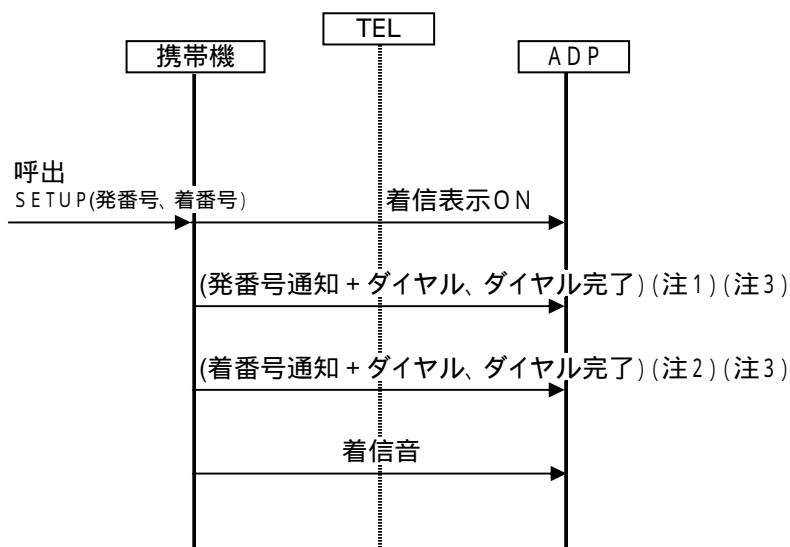 TEL
携帯機
ADP
呼出
SETUP(発番号、着番号)
着信表示ON
(発番号通知+ダイヤル、ダイヤル完了)(注1)(注3)
(着番号通知+ダイヤル、ダイヤル完了)(注2)(注3)
着信音